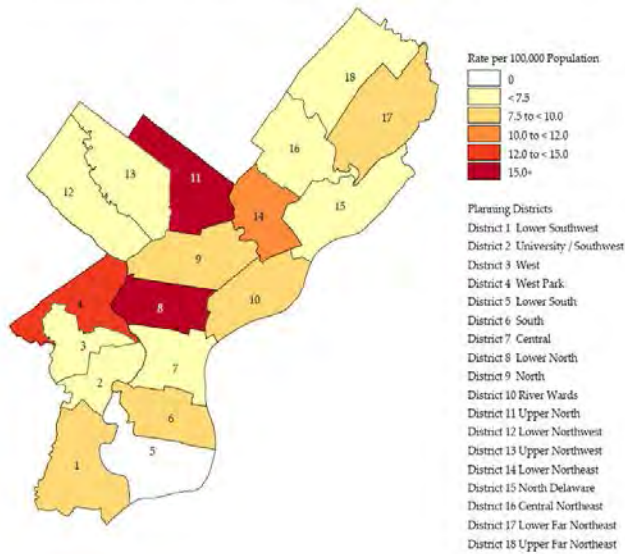 18
17
16
15
14
13
12
11
9
10
4
8
3
7
2
6
5
1
Rate per 100,000 Population
0
< 7.5
7.5 to < 10.0
10.0 to < 12.0
12.0 to < 15.0
15.0+
Planning Districts
District 1 Lower Southwest
District 2 University / Southwest
District 3 West
District 4 West Park
District 5 Lower South
District 6 South
District 7 Central
District 8 Lower North
District 9 North
District 10 River Wards
District 11 Upper North
District 12 Lower Northwest
District 13 Upper Northwest
District 14 Lower Northeast
District 15 North Delaware
District 16 Central Northeast
District 17 Lower Far Northeast
District 18 Upper Far Northeast